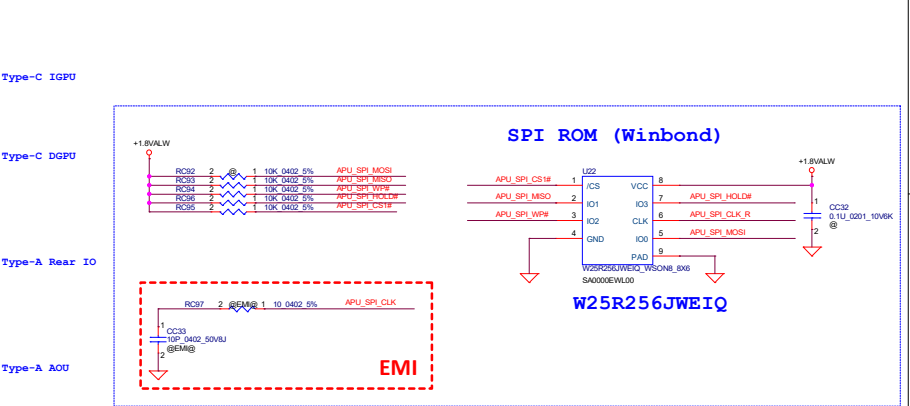 Type-C IGPU
Type-C DGPU
Type-A Rear IO
Type-A AOU
SPI ROM (Winbond)
+1.8VALW
RC92 2 @ 1 10K_0402_5% APU_SPI_MOSI
RC93 2 1 10K_0402_5% APU_SPI_MISO
RC94 2 1 10K_0402_5% APU_SPI_WP#
RC96 2 1 10K_0402_5% APU_SPI_HOLD#
RC95 2 1 10K_0402_5% APU_SPI_CS1#
U22
APU_SPI_CS1# 1 /CS VCC 8
APU_SPI_MISO 2 IO1 IO3 7 APU_SPI_HOLD#
APU_SPI_WP# 3 IO2 CLK 6 APU_SPI_CLK_R
4 GND IO0 5 APU_SPI_MOSI
PAD 9
W25R256JWEIQ_WSON8_8X6
SA0000EWL00
W25R256JWEIQ
+1.8VALW
1
CC32
0.1U_0201_10V6K
@
2
RC97 2 @EMI@ 1 10_0402_5% APU_SPI_CLK
1
CC33
10P_0402_50V8J
@EMI@
2
EMI